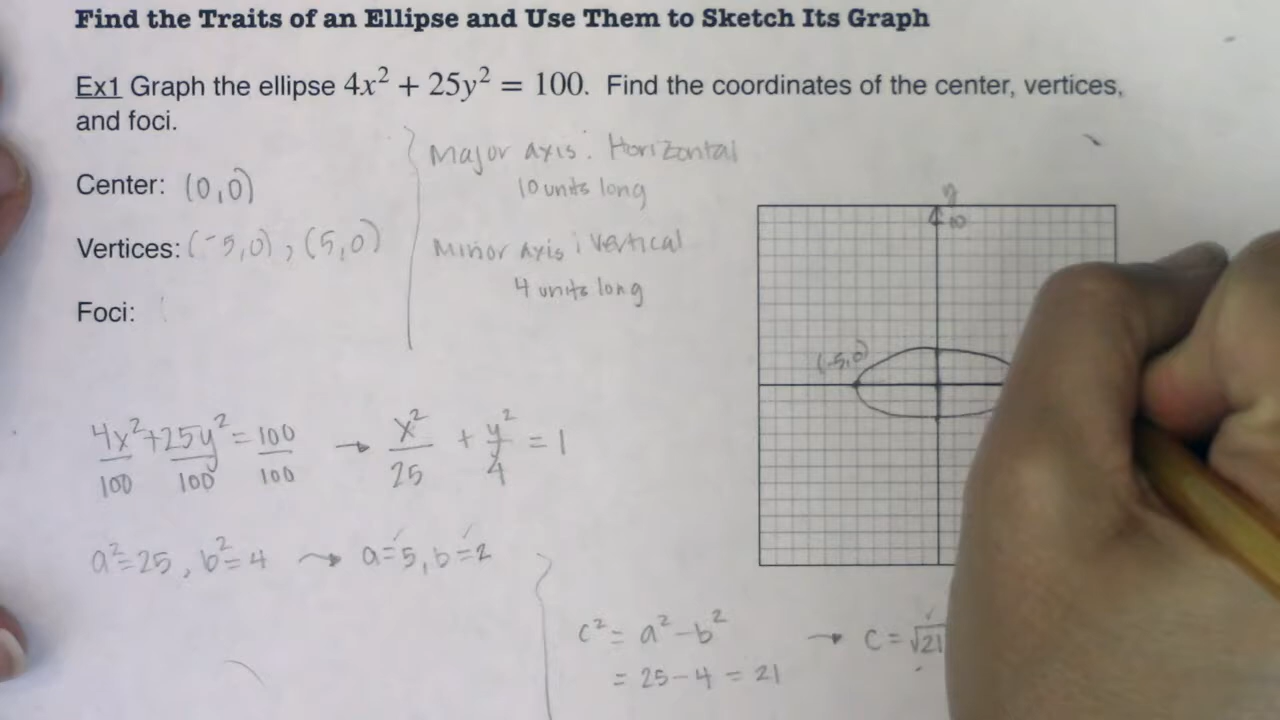 Find the Traits of an Ellipse and Use Them to Sketch Its Graph
Ex1 Graph the ellipse 4x² + 25y² = 100. Find the coordinates of the center, vertices,
and foci.
Center: (0,0)
Vertices: (-5,0), (5,0)
Foci: (
Major axis: Horizontal
10 units long
Minor axis: Vertical
4 units long
y
10
(-5,0)
4x²/100 + 25y²/100 = 100/100 → x²/25 + y²/4 = 1
a²=25, b²=4 → a=5, b=2
c² = a² - b² → c = √21
= 25 - 4 = 21